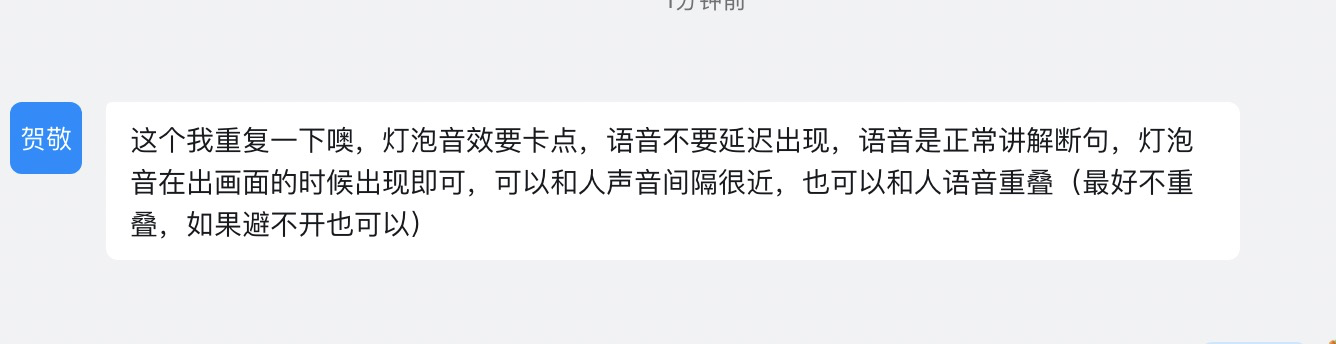 1分钟前
贺敬
这个我重复一下噢，灯泡音效要卡点，语音不要延迟出现，语音是正常讲解断句，灯泡
音在出画面的时候出现即可，可以和人声音间隔很近，也可以和人语音重叠（最好不重
叠，如果避不开也可以）